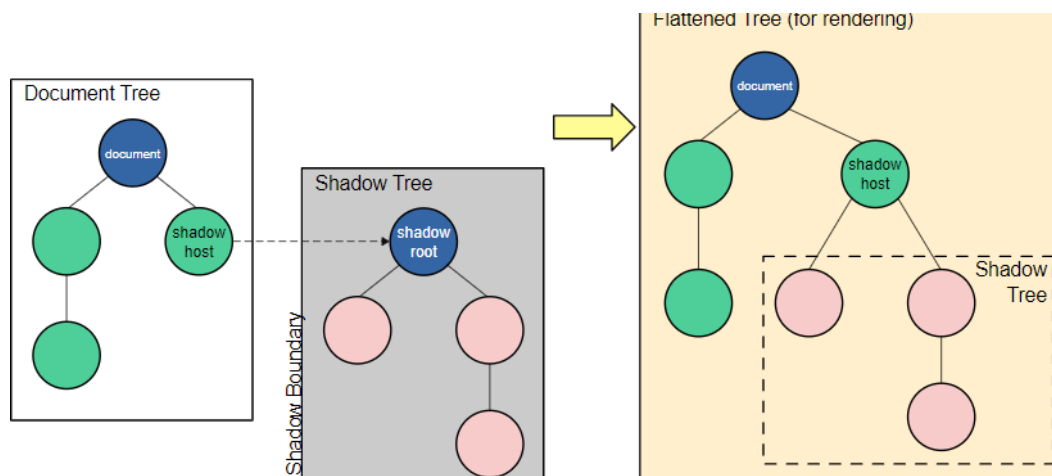 Flattened Tree (for rendering)
Document Tree
document
shadow
host
Shadow Tree
shadow
root
Shadow Boundary
document
shadow
host
Shadow
Tree